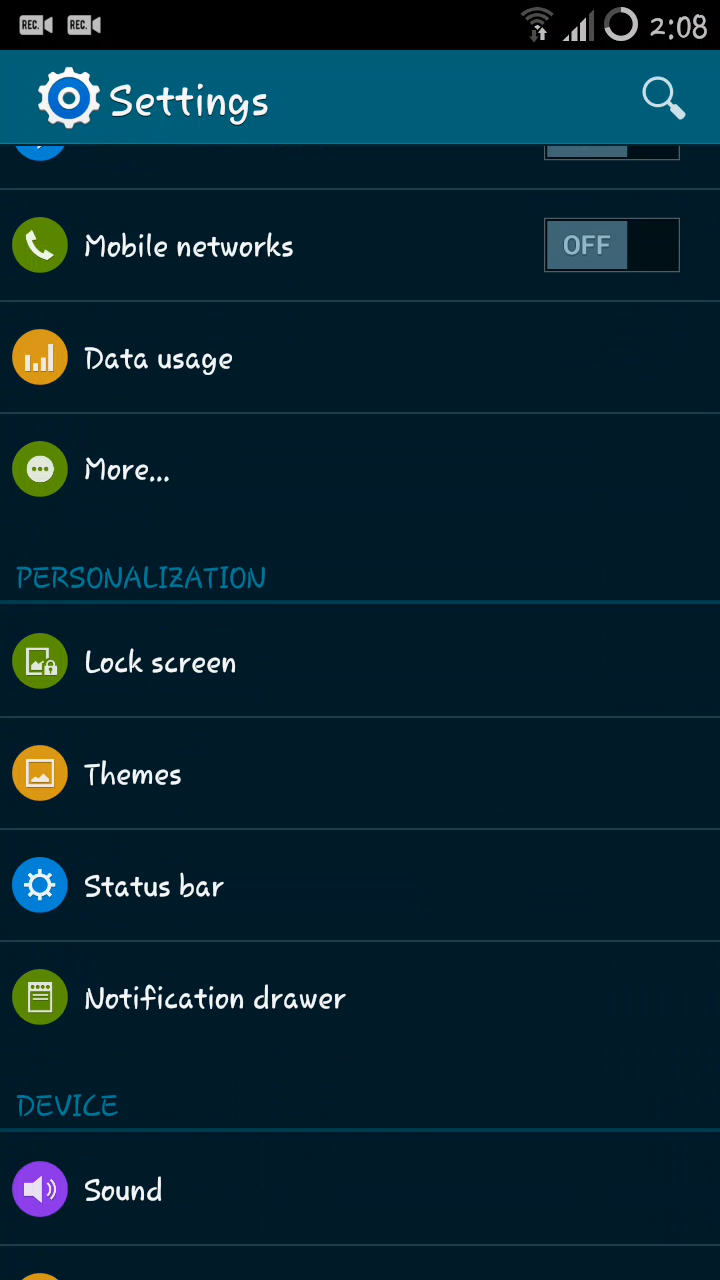 REC. REC. 2:08
Settings
Mobile networks OFF
Data usage
More...
PERSONALIZATION
Lock screen
Themes
Status bar
Notification drawer
DEVICE
Sound